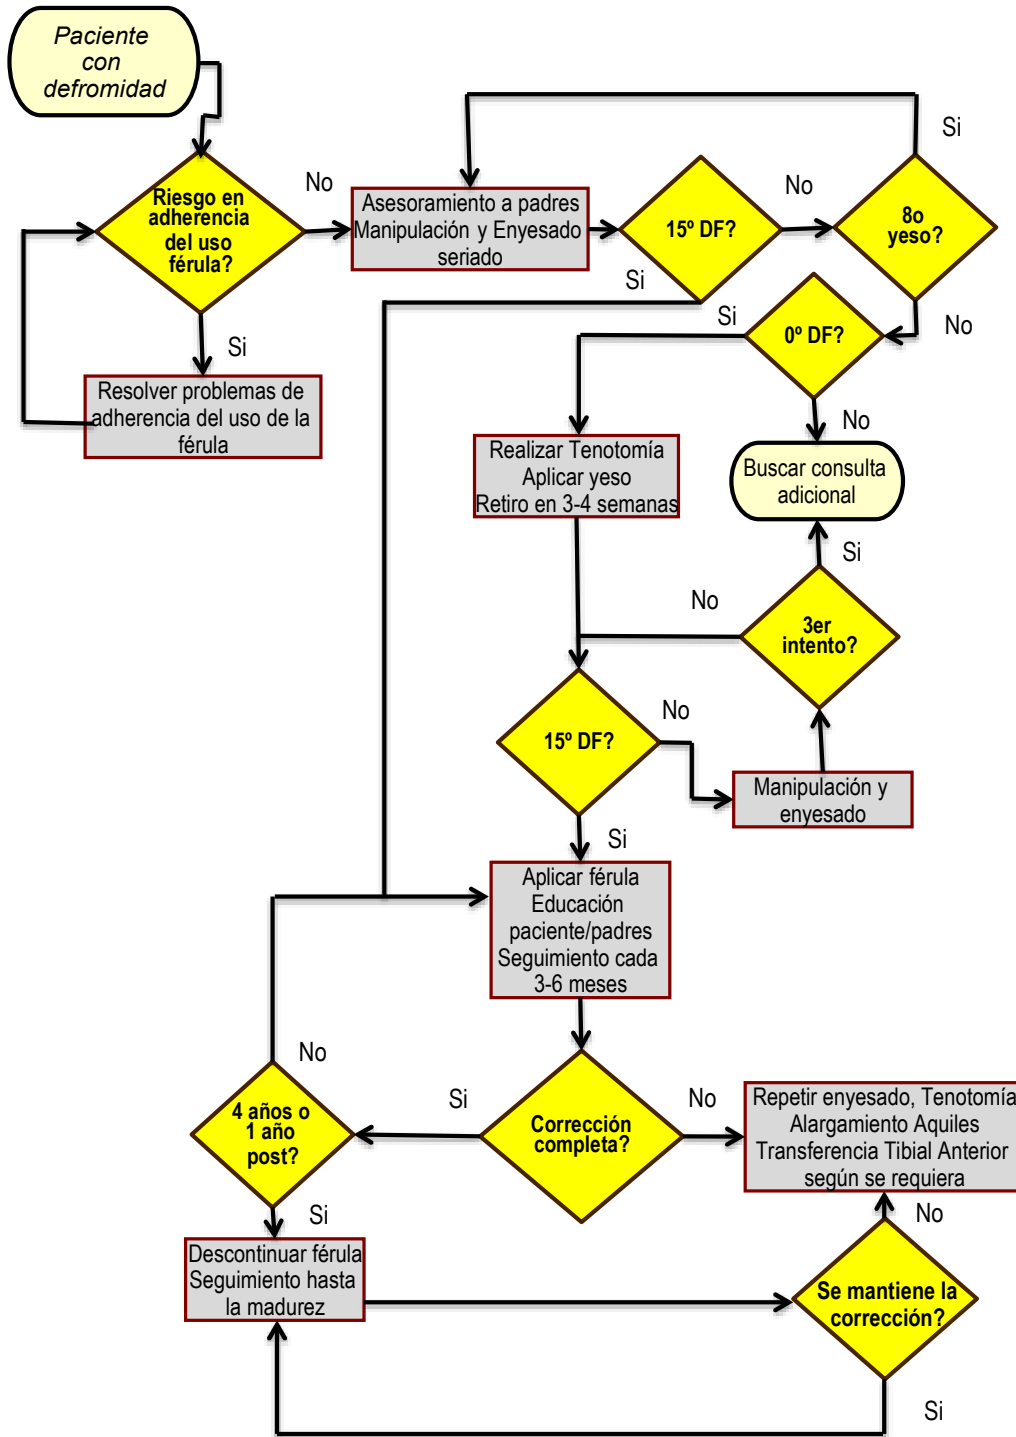 Paciente
con
defromidad
Riesgo en
adherencia
del uso
férula?
No
Si
Resolver problemas de
adherencia del uso de la
férula
Asesoramiento a padres
Manipulación y Enyesado
seriado
15º DF?
No
Si
8o
yeso?
Si
No
0º DF?
Si
No
Realizar Tenotomía
Aplicar yeso
Retiro en 3-4 semanas
Buscar consulta
adicional
Si
3er
intento?
No
15º DF?
No
Manipulación y
enyesado
Si
Aplicar férula
Educación
paciente/padres
Seguimiento cada
3-6 meses
Corrección
completa?
Si
No
4 años o
1 año
post?
No
Si
Repetir enyesado, Tenotomía
Alargamiento Aquiles
Transferencia Tibial Anterior
según se requiera
Descontinuar férula
Seguimiento hasta
la madurez
Se mantiene la
corrección?
No
Si